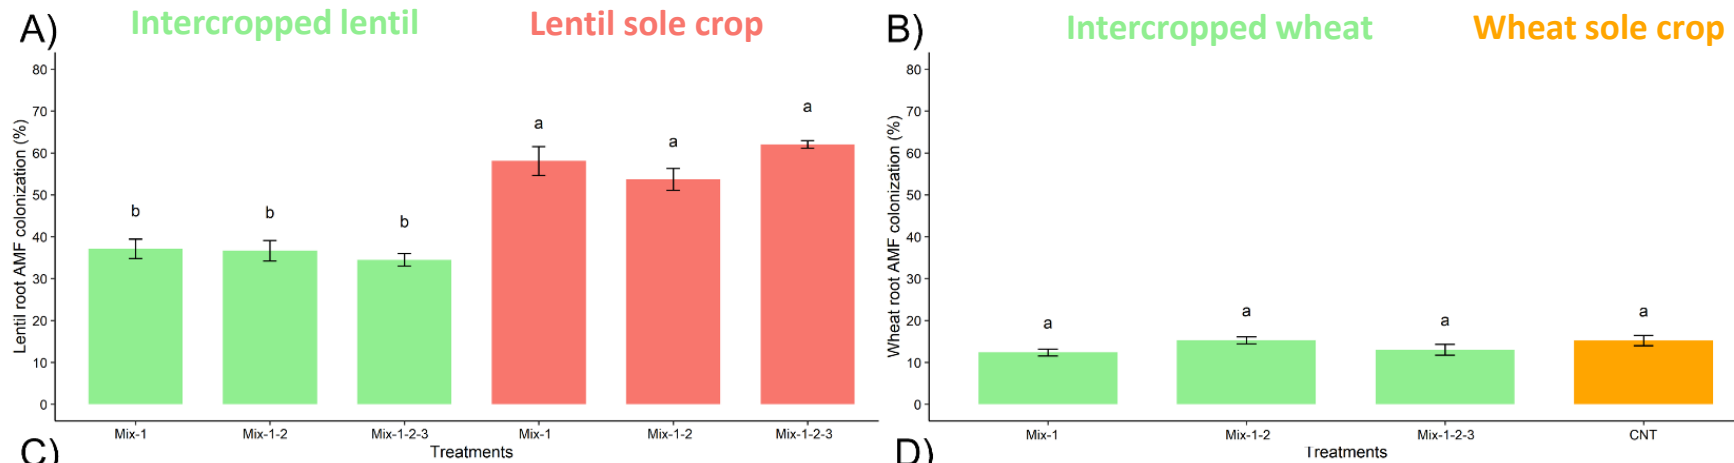 A)
Intercropped lentil
Lentil sole crop
Lentil root AMF colonization (%)
80
70
60
50
40
30
20
10
0
b
b
b
a
a
a
Mix-1
Mix-1-2
Mix-1-2-3
Mix-1
Mix-1-2
Mix-1-2-3
Treatments
B)
Intercropped wheat
Wheat sole crop
Wheat root AMF colonization (%)
80
70
60
50
40
30
20
10
0
a
a
a
a
Mix-1
Mix-1-2
Mix-1-2-3
CNT
Treatments
C)
D)